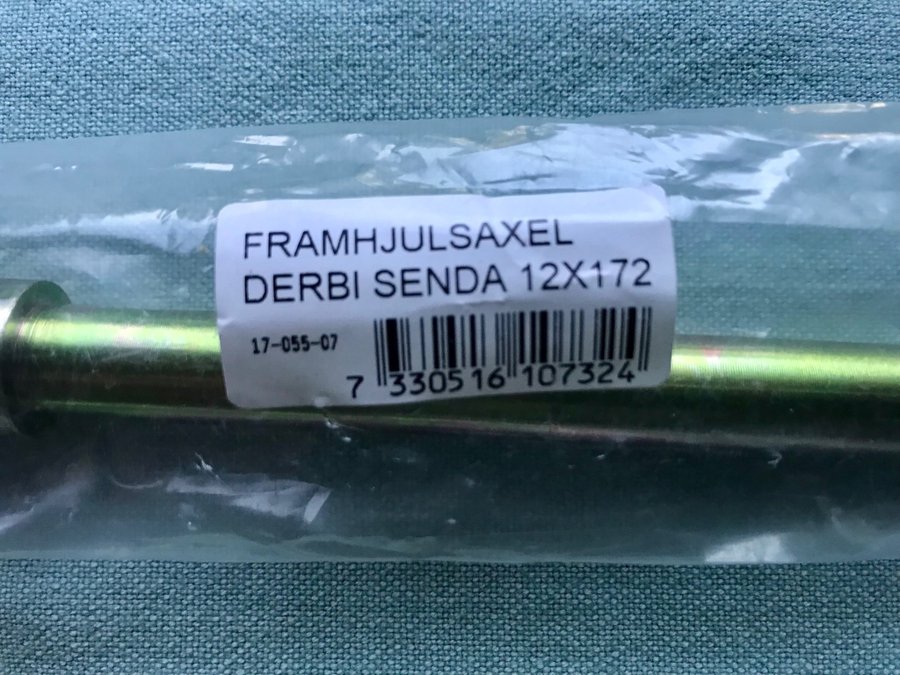 FRAMHJULSAXEL
DERBI SENDA 12X172
17-055-07
7 330516 107324